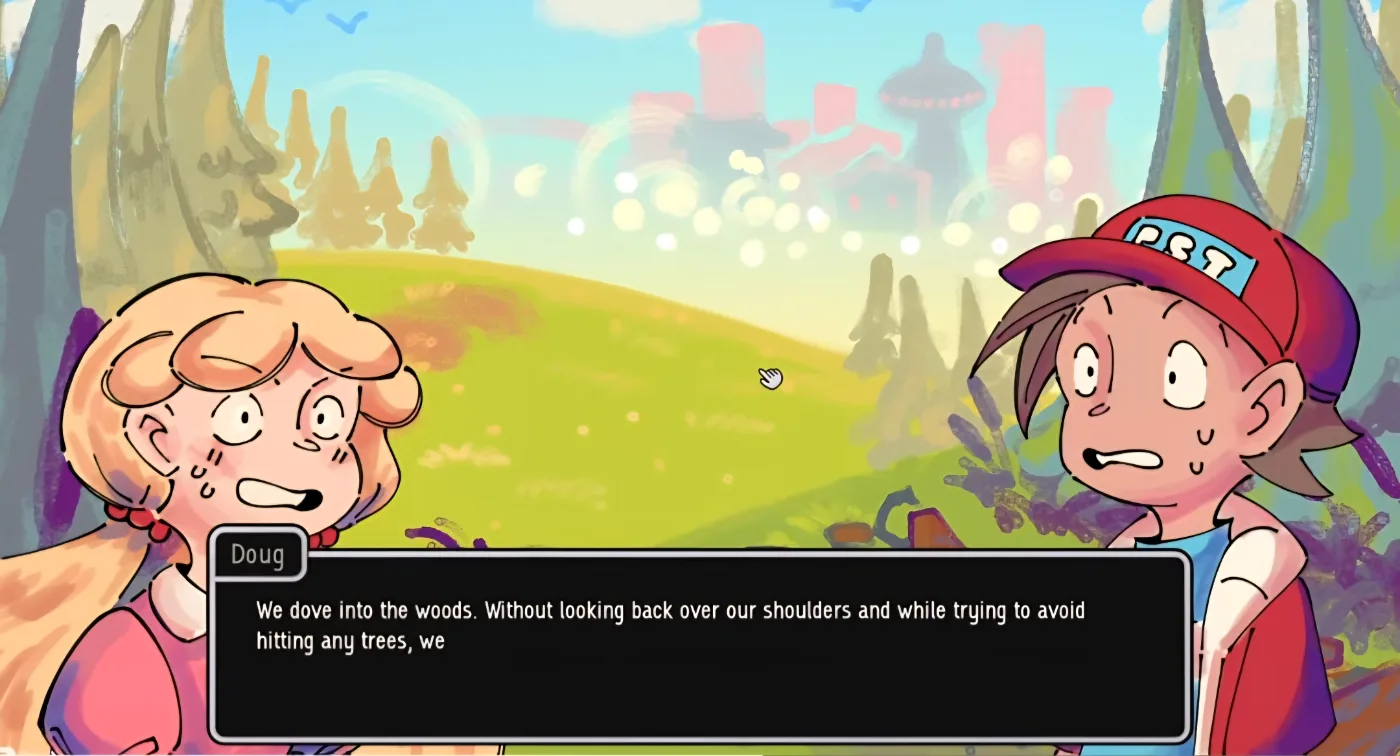 PST
Doug
We dove into the woods. Without looking back over our shoulders and while trying to avoid
hitting any trees, we